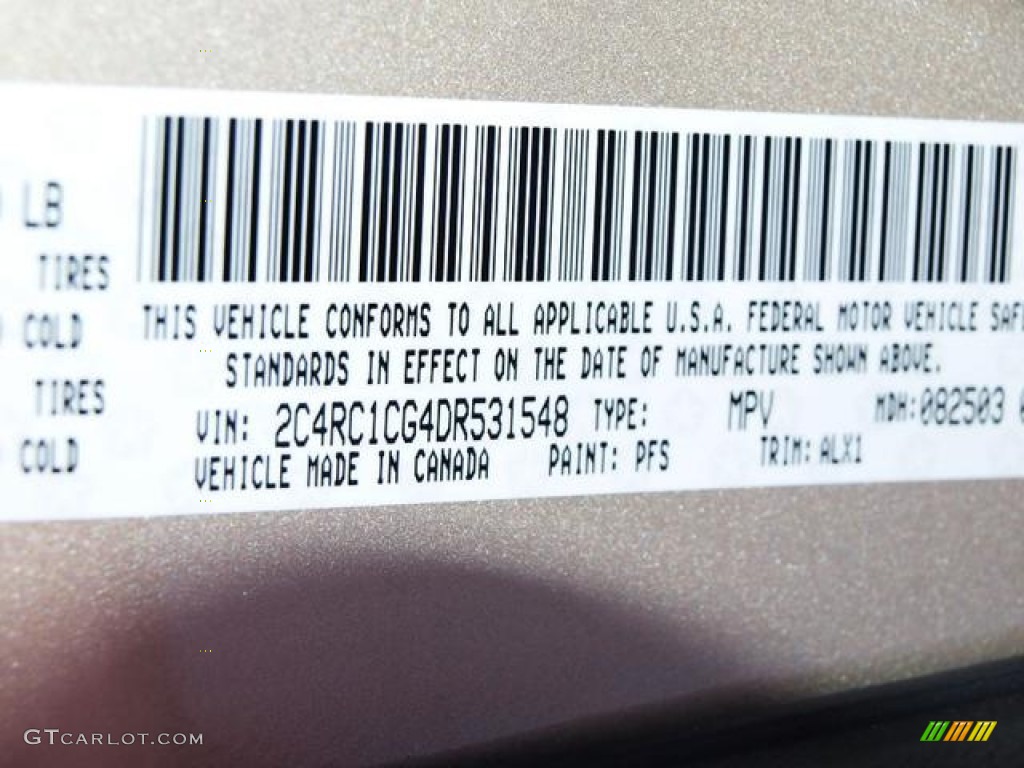 LB
TIRES
COLD
TIRES
COLD
THIS VEHICLE CONFORMS TO ALL APPLICABLE U.S.A. FEDERAL MOTOR VEHICLE
STANDARDS IN EFFECT ON THE DATE OF MANUFACTURE SHOWN ABOVE.
VIN: 2C4RC1CG4DR531548 TYPE: MPV MDH: 082503
VEHICLE MADE IN CANADA PAINT: PFS TRIM: ALX1
GTCARLOT.COM